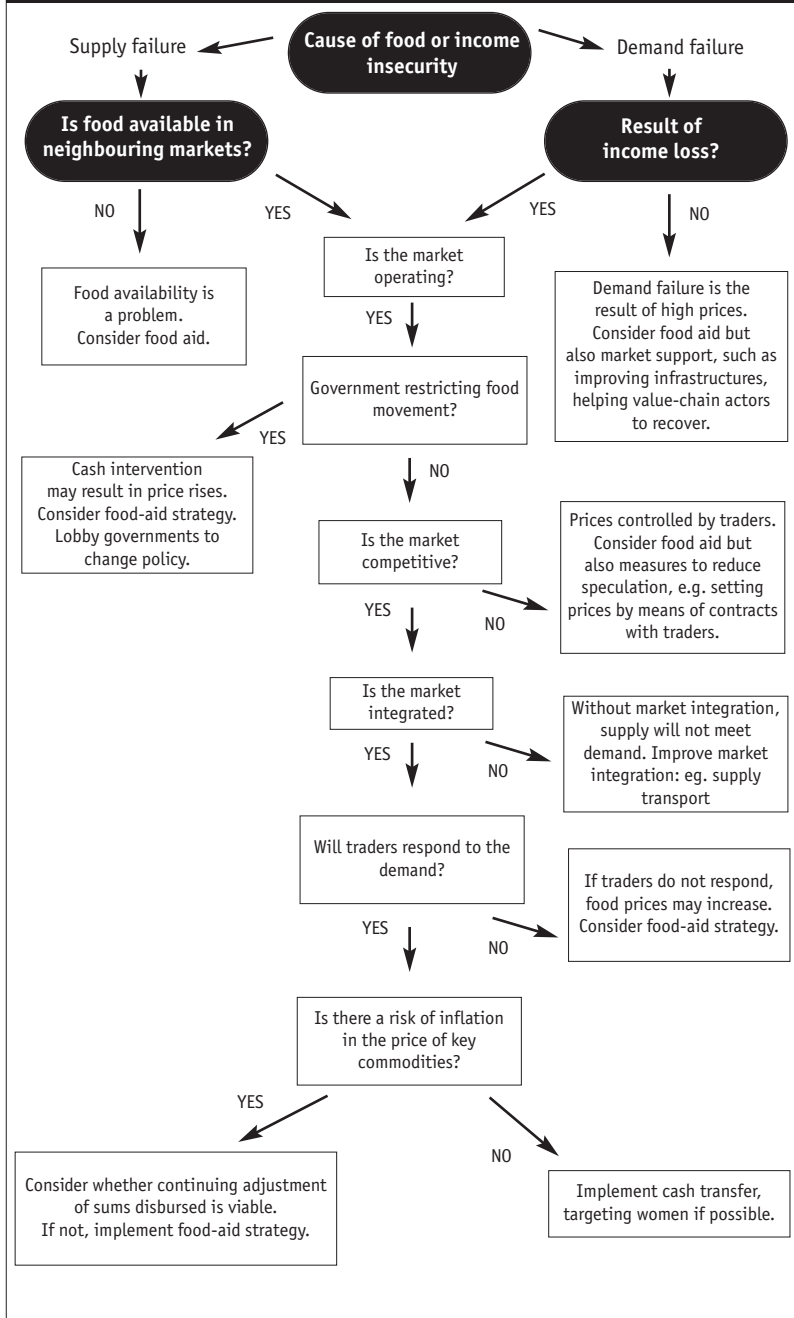 Cause of food or income
insecurity
Supply failure
Demand failure
Is food available in
neighbouring markets?
Result of
income loss?
NO
YES
YES
NO
Is the market
operating?
Food availability is
a problem.
Consider food aid.
Demand failure is the
result of high prices.
Consider food aid but
also market support, such as
improving infrastructures,
helping value-chain actors
to recover.
YES
Government restricting food
movement?
YES
NO
Cash intervention
may result in price rises.
Consider food-aid strategy.
Lobby governments to
change policy.
Is the market
competitive?
Prices controlled by traders.
Consider food aid but
also measures to reduce
speculation, e.g. setting
prices by means of contracts
with traders.
YES
NO
Is the market
integrated?
Without market integration,
supply will not meet
demand. Improve market
integration: eg. supply
transport
YES
NO
Will traders respond to the
demand?
If traders do not respond,
food prices may increase.
Consider food-aid strategy.
YES
NO
Is there a risk of inflation
in the price of key
commodities?
YES
NO
Consider whether continuing adjustment
of sums disbursed is viable.
If not, implement food-aid strategy.
Implement cash transfer,
targeting women if possible.